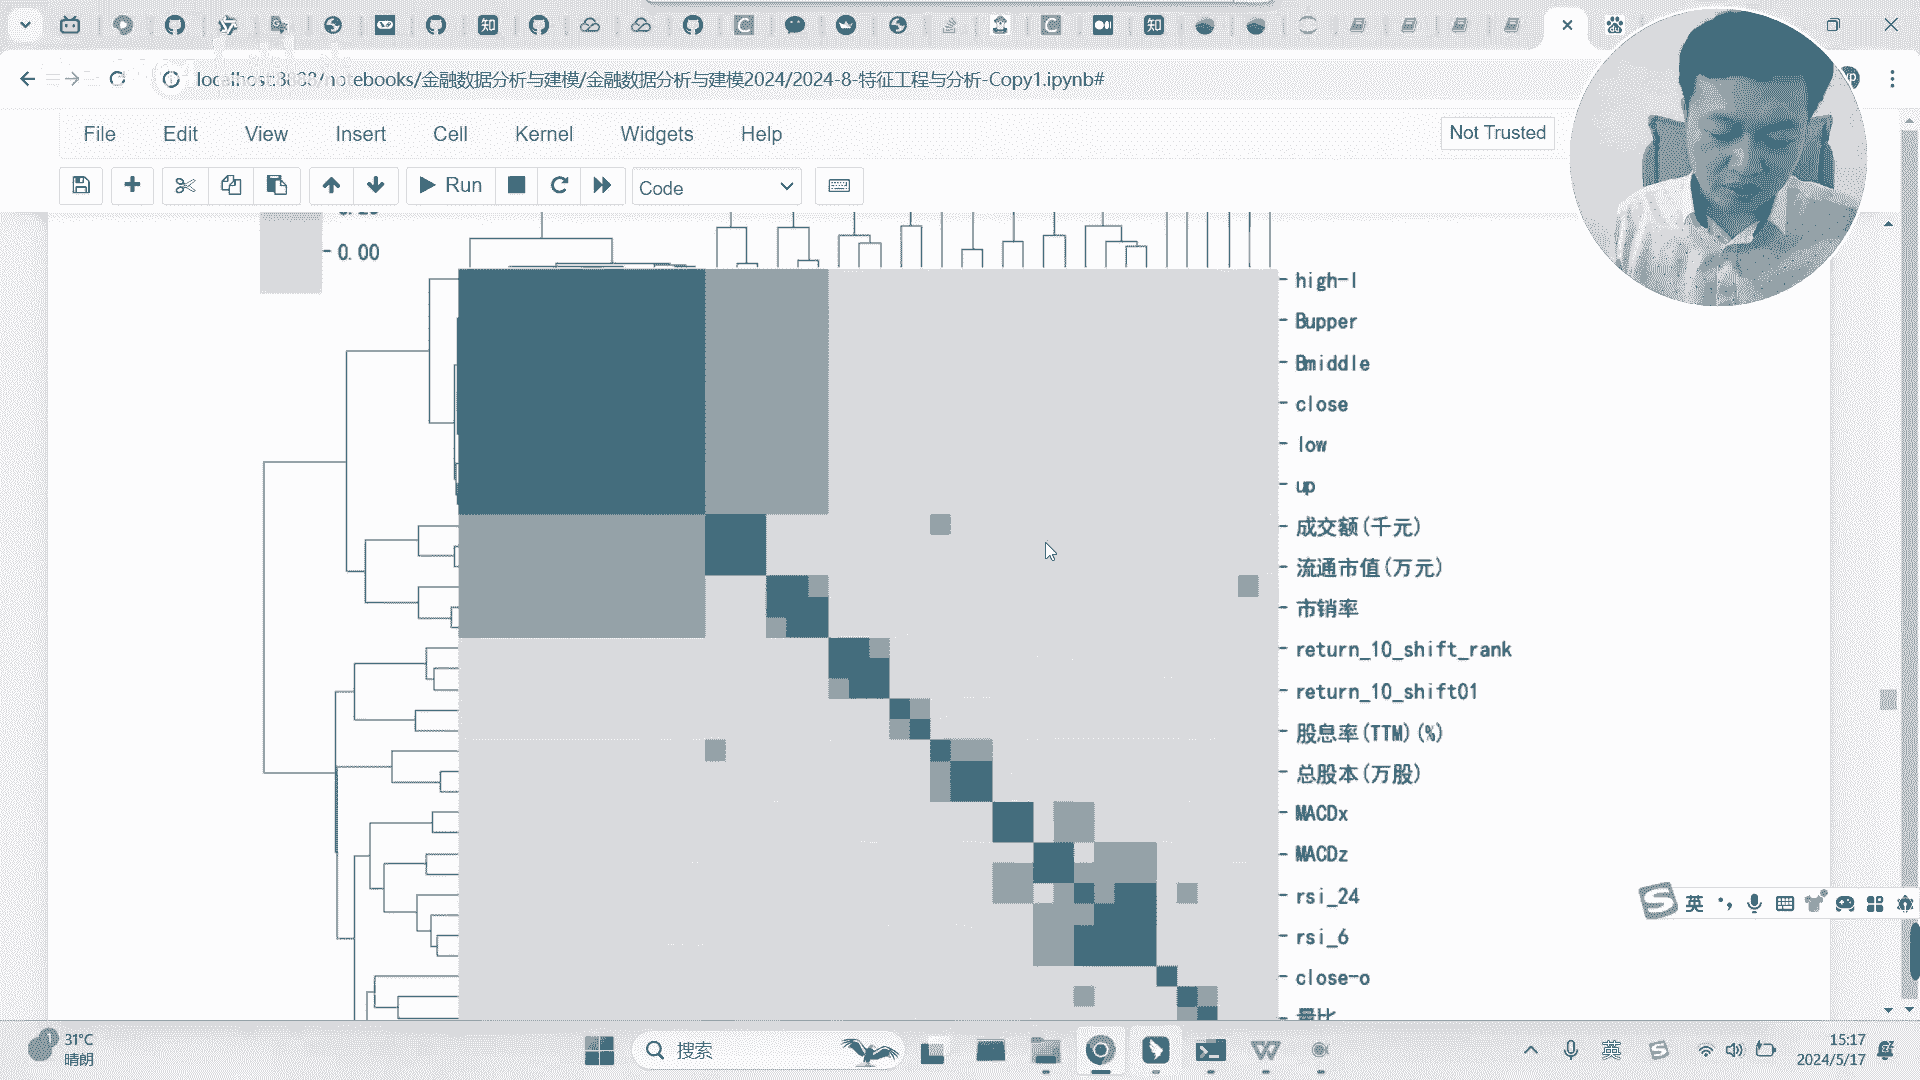 localhost:8888/notebooks/金融数据分析与建模/金融数据分析与建模2024/2024-8-特征工程与分析-Copy1.ipynb#
File Edit View Insert Cell Kernel Widgets Help
Not Trusted
Run
Code
0.00
high-l
Bupper
Bmiddle
close
low
up
成交额(千元)
流通市值(万元)
市销率
return_10_shift_rank
return_10_shift01
股息率(TTM)(%)
总股本(万股)
MACDx
MACDz
rsi_24
rsi_6
close-o
量比
英
1
31°C
晴朗
搜索
英
15:17
2024/5/17